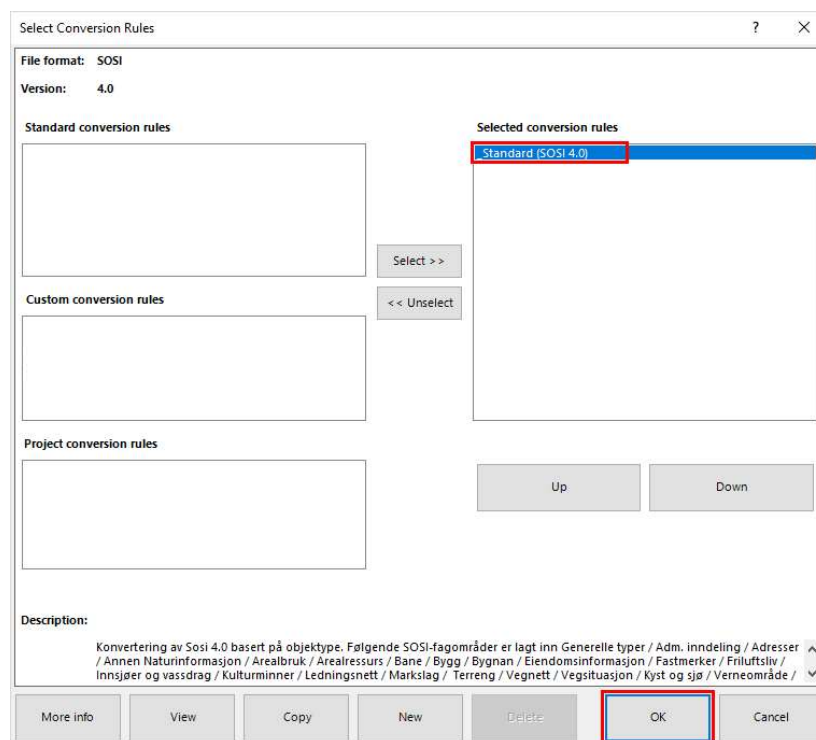 Select Conversion Rules
?
File format: SOSI
Version: 4.0
Standard conversion rules
Selected conversion rules
_Standard (SOSI 4.0)
Select >>
<< Unselect
Custom conversion rules
Project conversion rules
Up
Down
Description:
Konvertering av Sosi 4.0 basert på objektype. Følgende SOSI-fagområder er lagt inn Generelle typer / Adm. inndeling / Adresser
/ Annen Naturinformasjon / Arealbruk / Arealressurs / Bane / Bygg / Bygnan / Eiendomsinformasjon / Fastmerker / Friluftsliv /
Innsjøer og vassdrag / Kulturminner / Ledningsnett / Markslag / Terreng / Vegnett / Vegsituasjon / Kyst og sjø / Verneområde /
More info
View
Copy
New
Delete
OK
Cancel